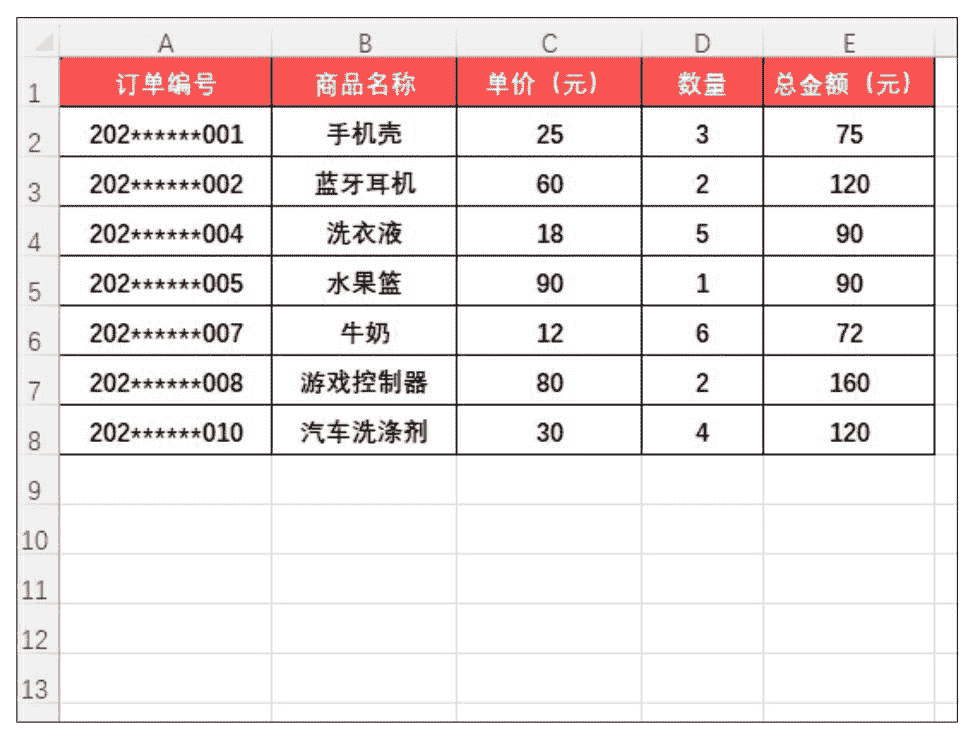 A B C D E
1 订单编号 商品名称 单价（元） 数量 总金额（元）
2 202******001 手机壳 25 3 75
3 202******002 蓝牙耳机 60 2 120
4 202******004 洗衣液 18 5 90
5 202******005 水果篮 90 1 90
6 202******007 牛奶 12 6 72
7 202******008 游戏控制器 80 2 160
8 202******010 汽车洗涤剂 30 4 120
9
10
11
12
13